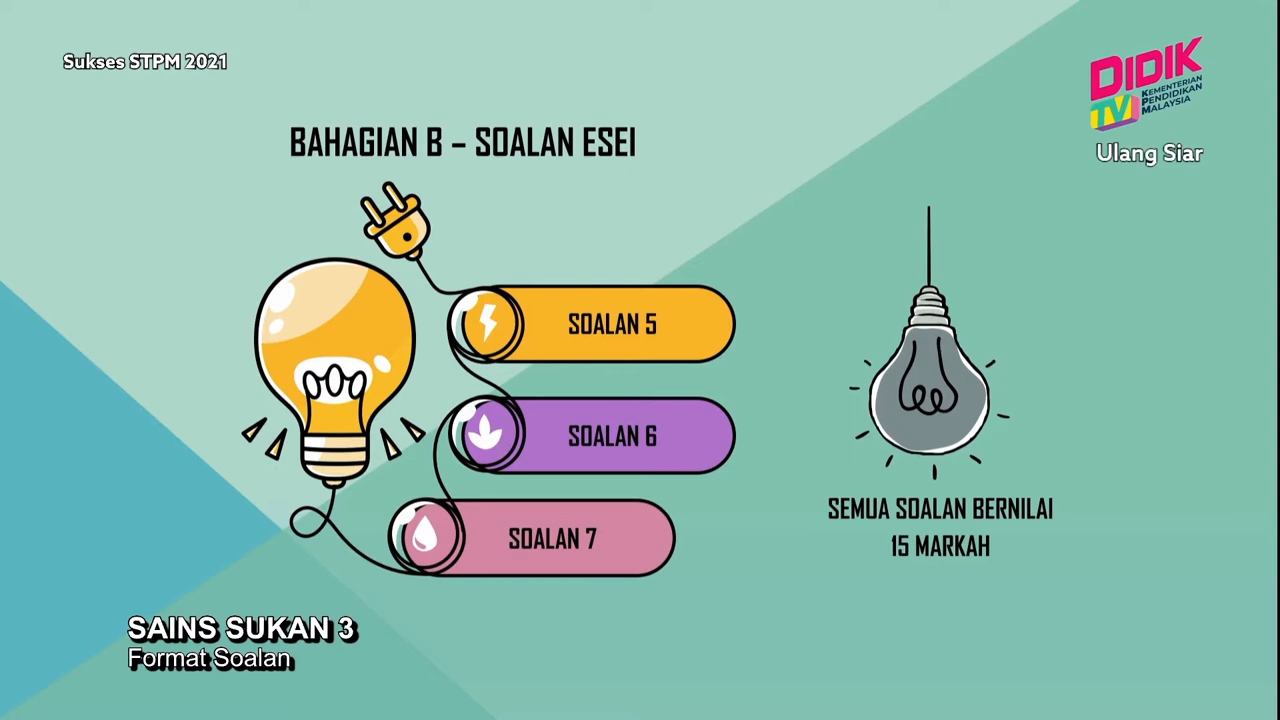 Sukses STPM 2021
DIDIK
TV
KEMENTERIAN
PENDIDIKAN
MALAYSIA
Ulang Siar
BAHAGIAN B – SOALAN ESEI
SOALAN 5
SOALAN 6
SOALAN 7
SEMUA SOALAN BERNILAI
15 MARKAH
SAINS SUKAN 3
Format Soalan